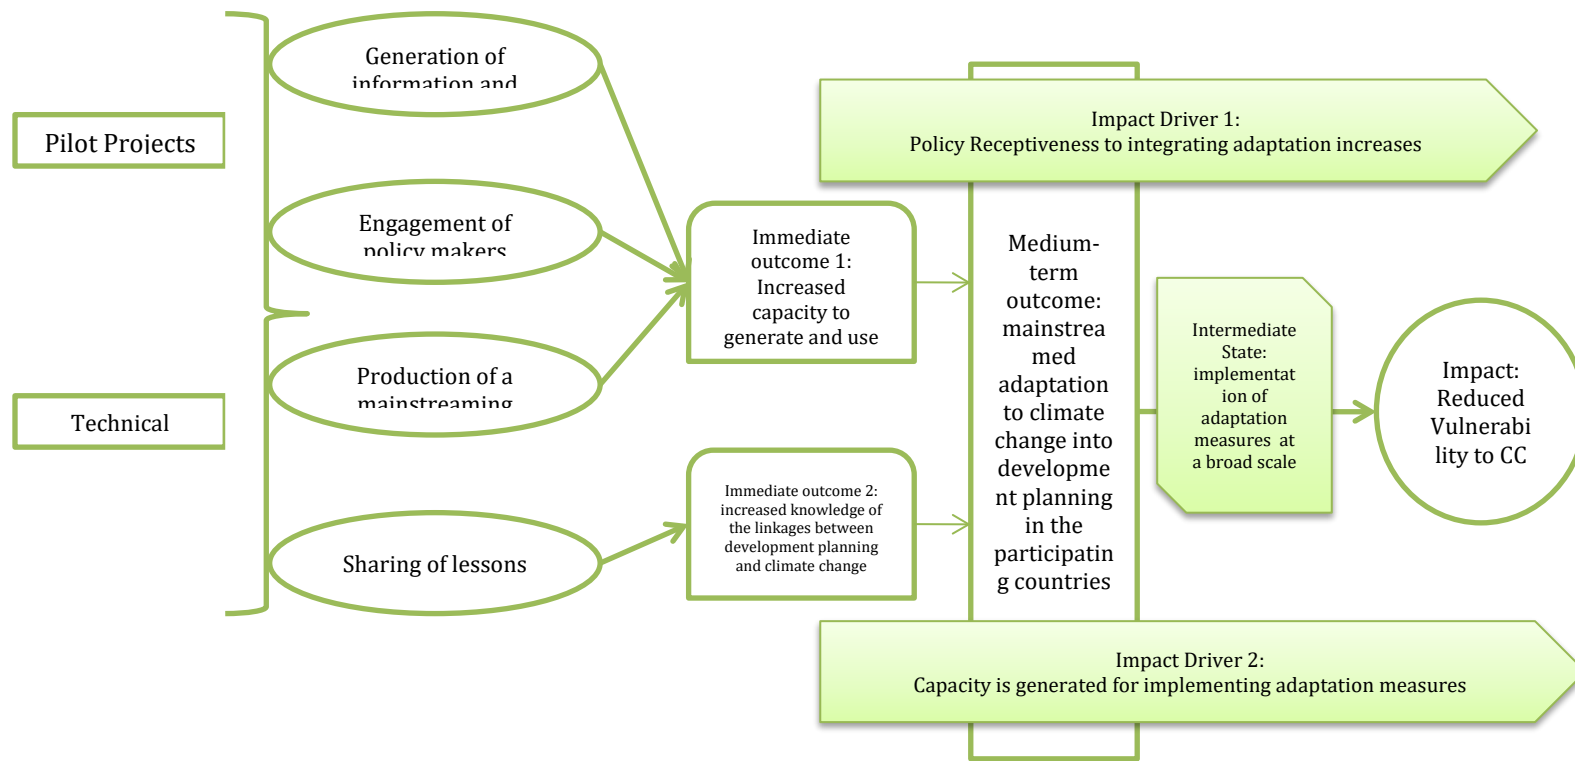 Pilot Projects
Technical
Generation of
information and
Engagement of
policy makers
Production of a
mainstreaming
Sharing of lessons
Immediate
outcome 1:
Increased
capacity to
generate and use
Immediate outcome 2:
increased knowledge of
the linkages between
development planning
and climate change
Impact Driver 1:
Policy Receptiveness to integrating adaptation increases
Medium-
term
outcome:
mainstrea
med
adaptation
to climate
change into
developme
nt planning
in the
participatin
g countries
Impact Driver 2:
Capacity is generated for implementing adaptation measures
Intermediate
State:
implementat
ion of
adaptation
measures at
a broad scale
Impact:
Reduced
Vulnerabi
lity to CC